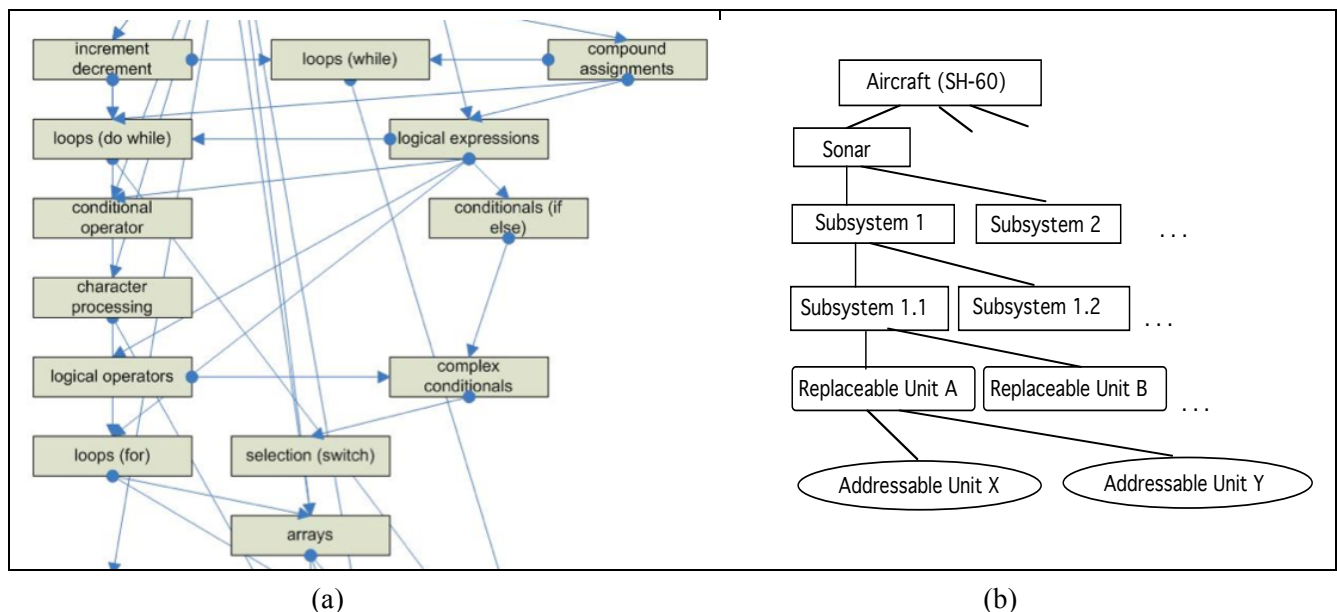 increment
decrement
loops (while)
compound
assignments
loops (do while)
logical expressions
conditional
operator
conditionals (if
else)
character
processing
logical operators
complex
conditionals
loops (for)
selection (switch)
arrays
(a)
Aircraft (SH-60)
Sonar
Subsystem 1
Subsystem 2
. . .
Subsystem 1.1
Subsystem 1.2
. . .
Replaceable Unit A
Replaceable Unit B
. . .
Addressable Unit X
Addressable Unit Y
(b)